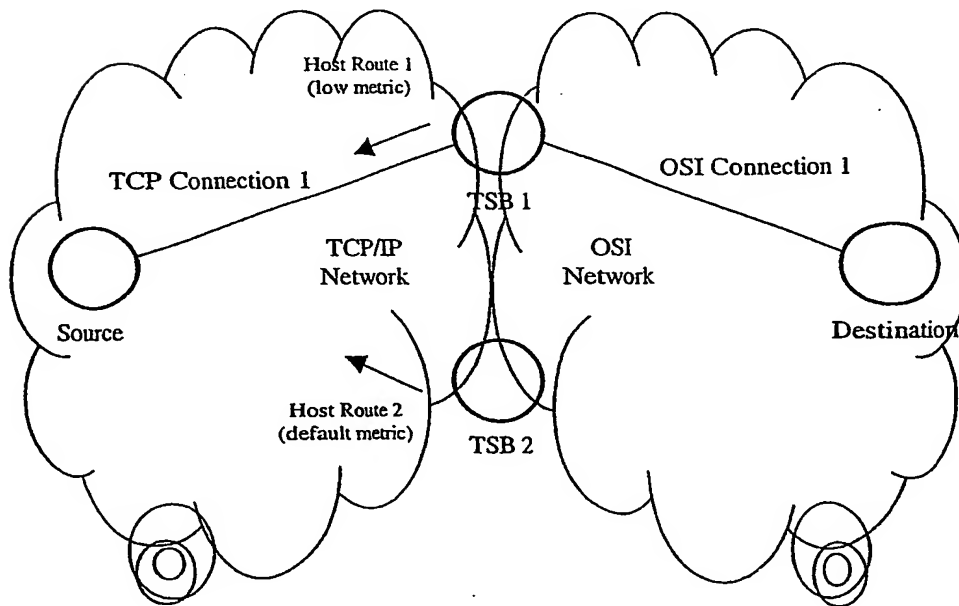 Host Route 1
(low metric)
TCP Connection 1
OSI Connection 1
TSB 1
TCP/IP
Network
OSI
Network
Source
Destination
Host Route 2
(default metric)
TSB 2